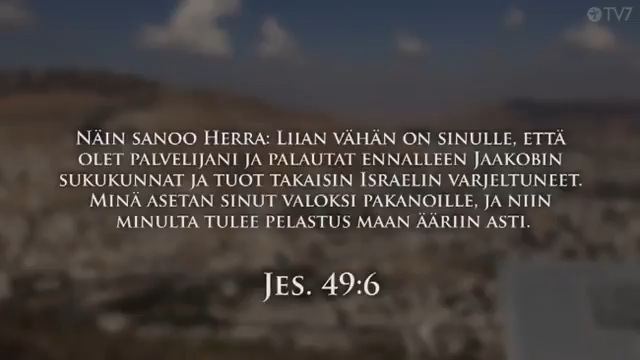 TV7
Näin sanoo Herra: Liian vähän on sinulle, että
olet palvelijani ja palautat ennalleen Jaakobin
sukukunnat ja tuot takaisin Israelin varjeltuneet.
Minä asetan sinut valoksi pakanoille, ja niin
minulta tulee pelastus maan ääriin asti.
Jes. 49:6